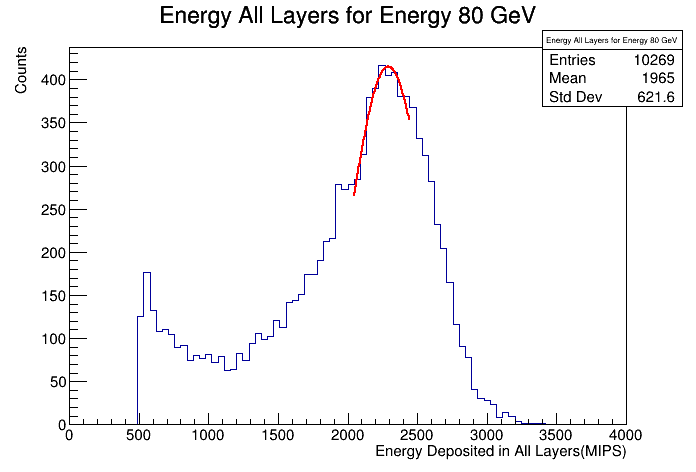 Energy All Layers for Energy 80 GeV
Energy All Layers for Energy 80 GeV
Entries 10269
Mean 1965
Std Dev 621.6
Counts
400
350
300
250
200
150
100
50
0
0 500 1000 1500 2000 2500 3000 3500 4000
Energy Deposited in All Layers(MIPS)